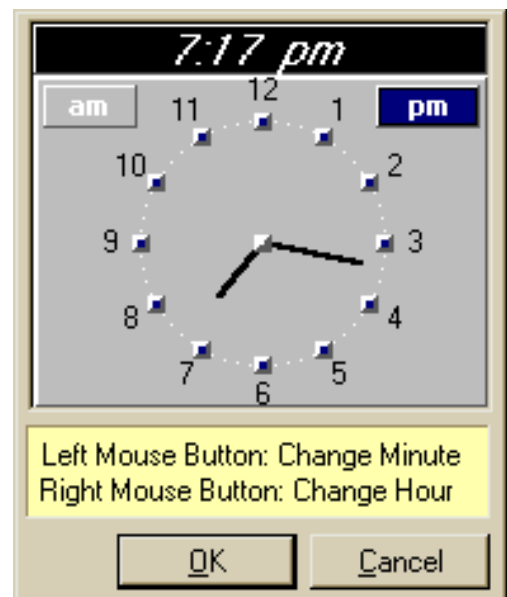 7:17 pm
am
pm
12
11
1
10
2
9
3
8
4
7
5
6
Left Mouse Button: Change Minute
Right Mouse Button: Change Hour
OK
Cancel